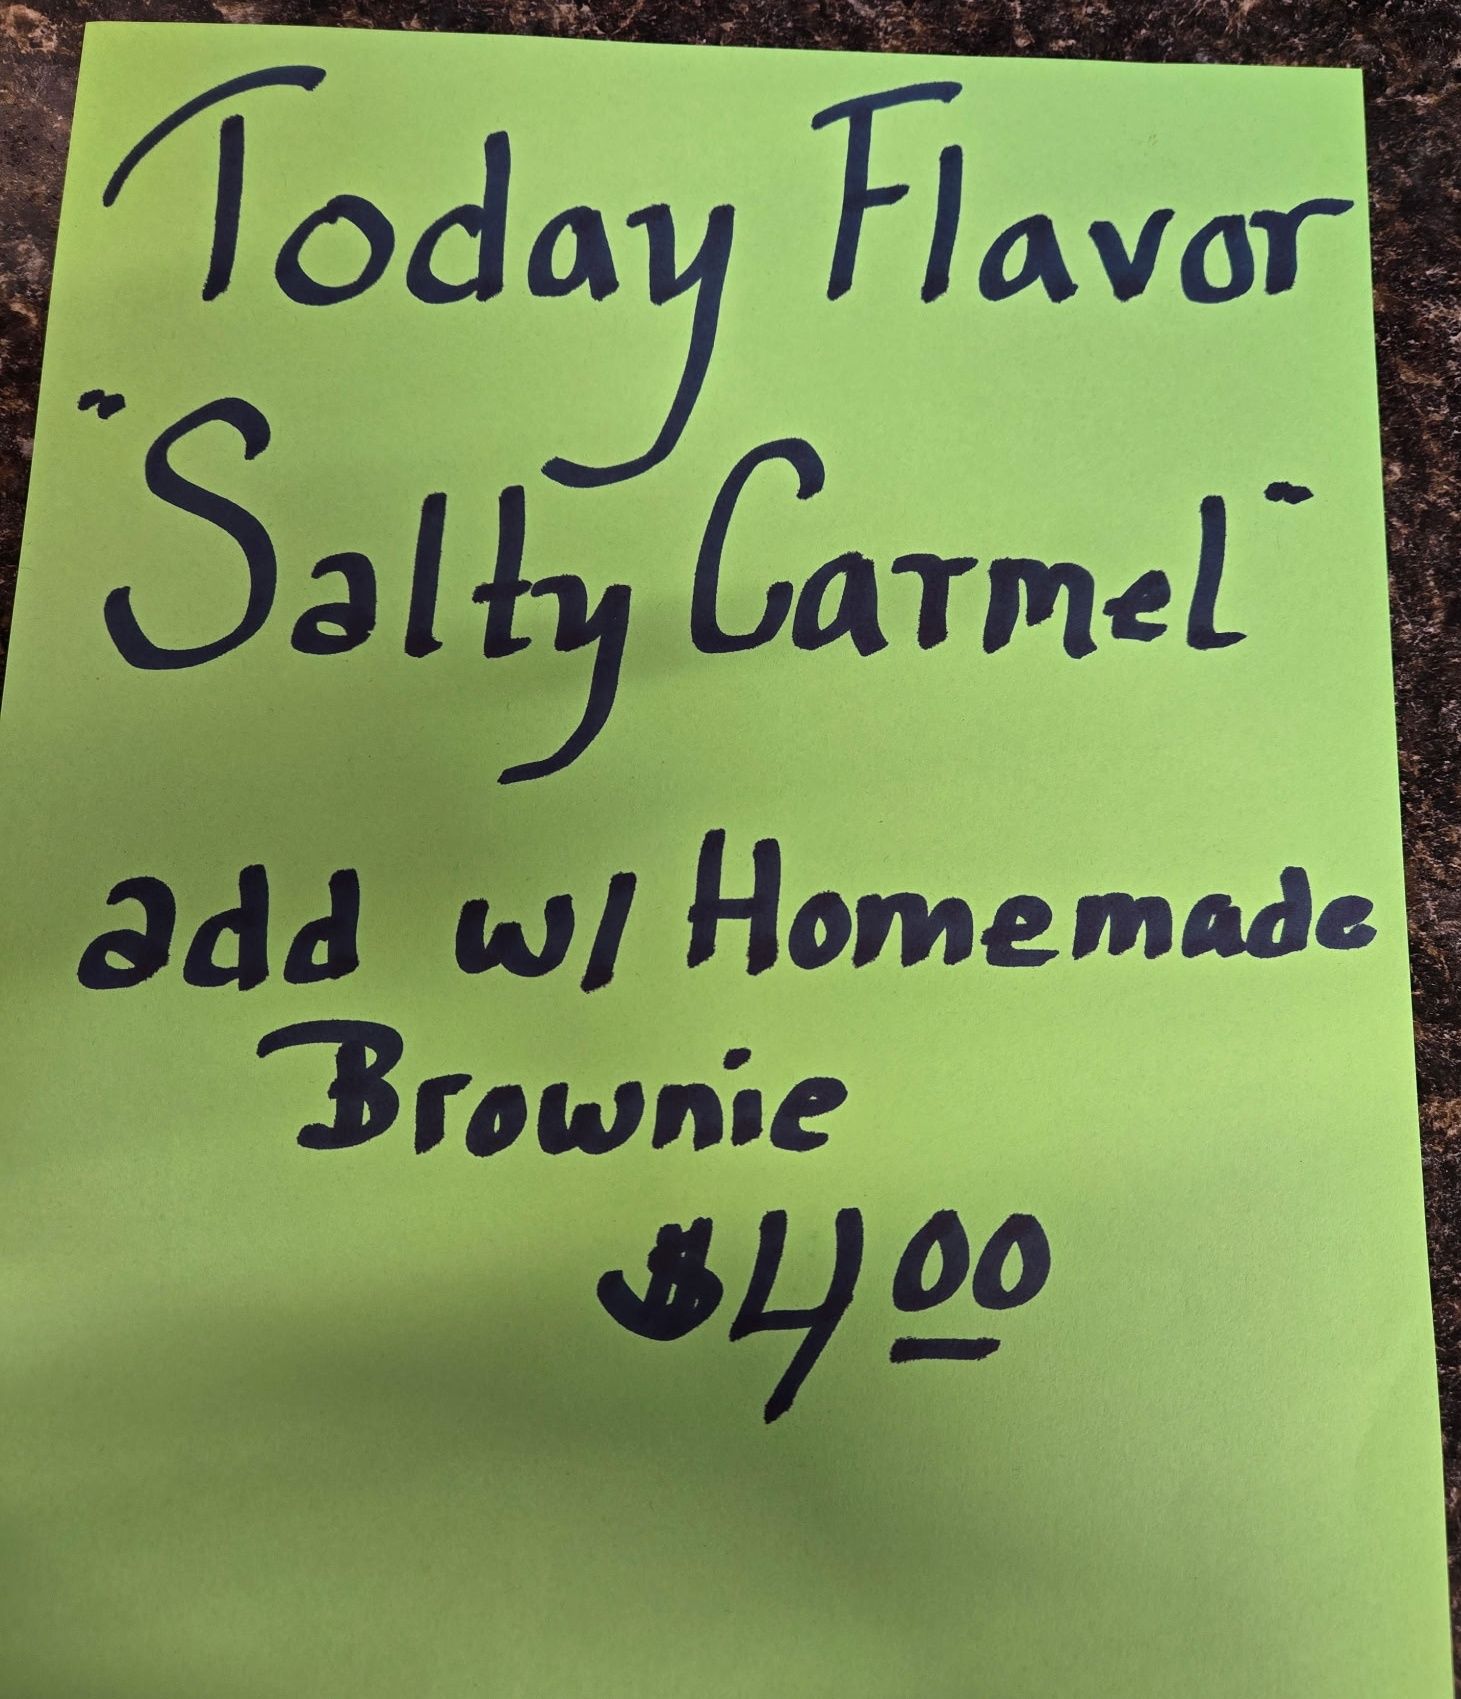 Today Flavor
"Salty Carmel"
add w/ Homemade
Brownie
$4 00